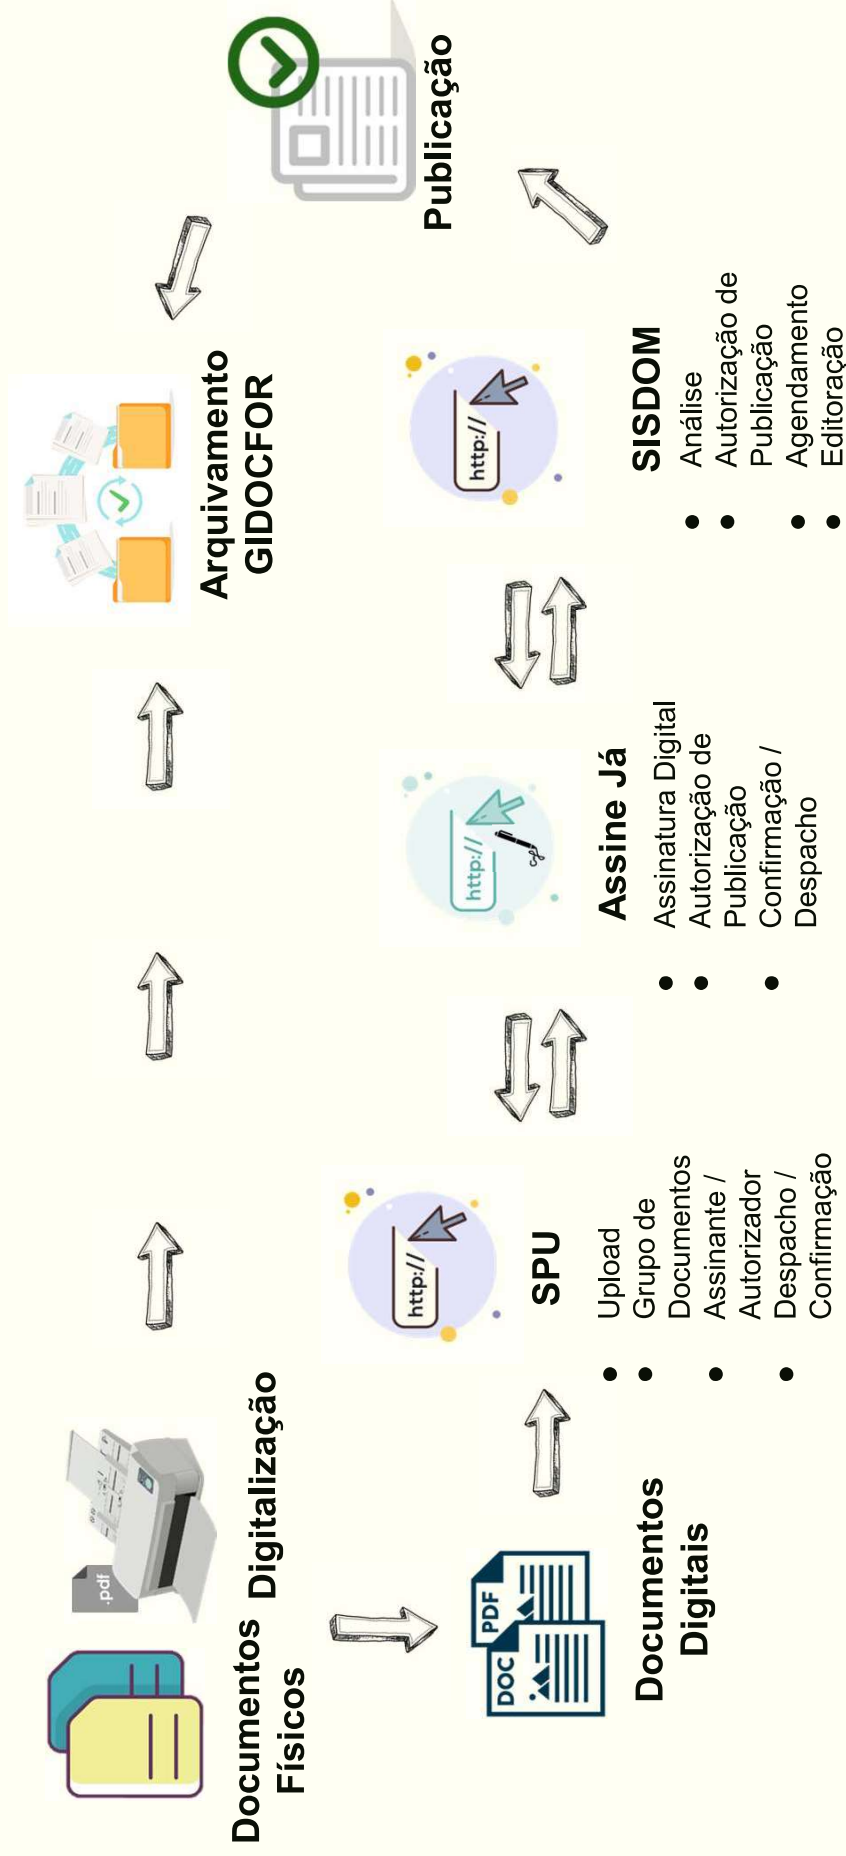 .pdf
Documentos
Físicos
Digitalização
Arquivamento
GIDOCFOR
Publicação
DOC
PDF
Documentos
Digitais
http://
SPU
● Upload
● Grupo de
Documentos
● Assinante /
Autorizador
● Despacho /
Confirmação
http://
Assine Já
● Assinatura Digital
● Autorização de
Publicação
● Confirmação /
Despacho
http://
SISDOM
● Análise
● Autorização de
Publicação
● Agendamento
● Editoração